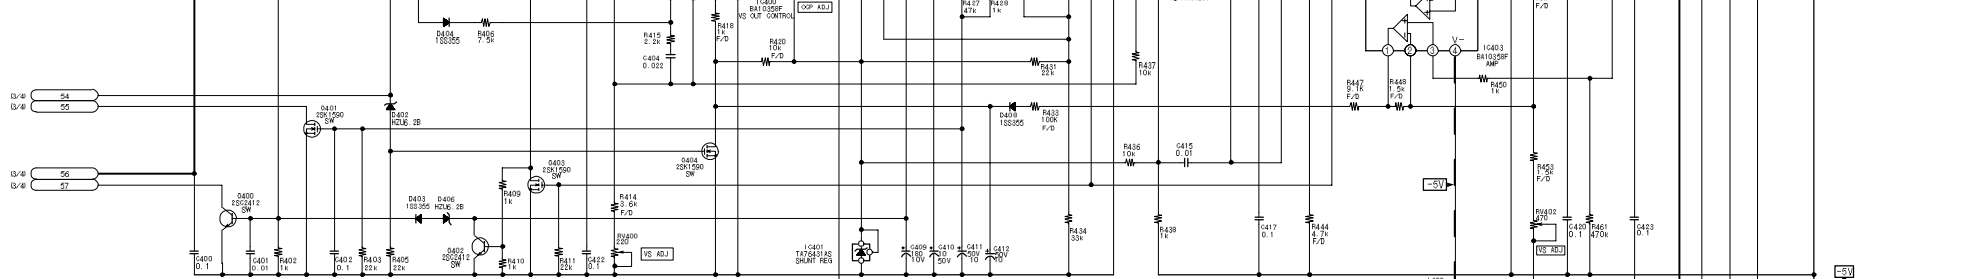 D404
1SS355
R406
7.5k
R415
2.2k
C404
0.022
R418
1k
F/D
IC400
BA10358F
VS OUT CONTROL
OCP ADJ
R420
10k
F/D
R427
47k
R428
1k
R431
22k
R437
10k
V-
1
2
3
4
IC403
BA10358F
AMP
F/D
R447
9.1K
F/D
R448
1.5k
F/D
R450
1k
(3/4)
54
(3/4)
55
Q401
2SK1590
SW
D402
HZU6.2B
D408
1SS355
R433
100K
F/D
Q404
2SK1590
SW
R436
10k
C415
0.01
R453
1.5k
F/D
(3/4)
56
(3/4)
57
Q403
2SK1590
SW
R409
1k
-5V
Q400
2SC2412
SW
D403
1SS355
D406
HZU6.2B
R414
3.6k
F/D
RV402
470
C400
0.1
C401
0.01
R402
1k
C402
0.1
R403
22k
R405
22k
Q402
2SC2412
SW
R410
1k
R411
22k
C422
0.1
RV400
220
VS ADJ
IC401
TA76431AS
SHUNT REG
C409
180
10V
C410
10
50V
C411
50V
10
C412
50V
R434
33k
R438
1k
C417
0.1
R444
4.7k
F/D
VS ADJ
C420
0.1
R461
470k
C423
0.1
-5V